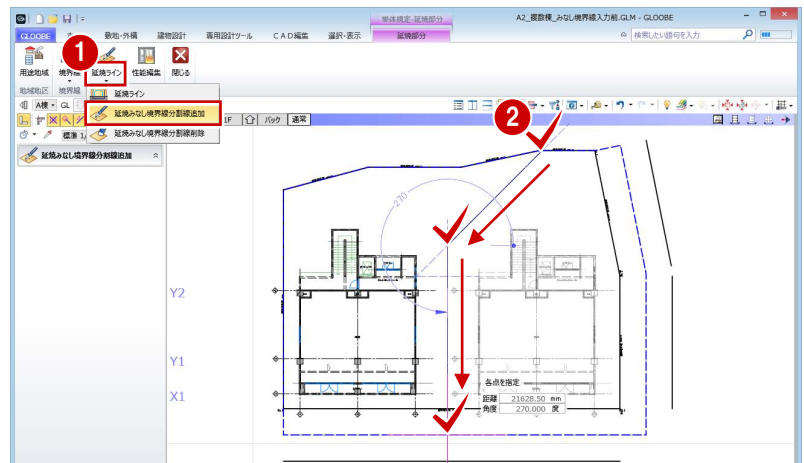 単体規定-延焼部分
A2_複数棟_みなし境界線入力前.GLM - GLOOBE
GLOOBE
敷地・外構
建物設計
専用設計ツール
CAD編集
選択・表示
延焼部分
検索したい語句を入力
1
用途地域
境界線
延焼ライン
性能編集
閉じる
地域地区
境界線
延焼ライン
延焼みなし境界線分割線追加
延焼みなし境界線分割線削除
A棟
GL
1F
バック
通常
2
標準
延焼みなし境界線分割線追加
270
Y2
Y1
X1
各点を指定
距離 21628.50 mm
角度 270.000 度